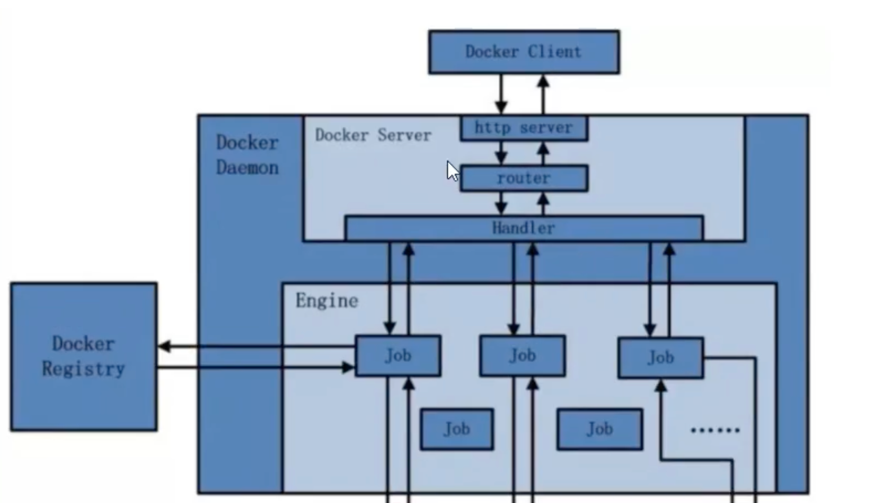 Docker Client
Docker
Daemon
Docker Server
http server
router
Handler
Engine
Docker
Registry
Job
Job
Job
Job
Job
......